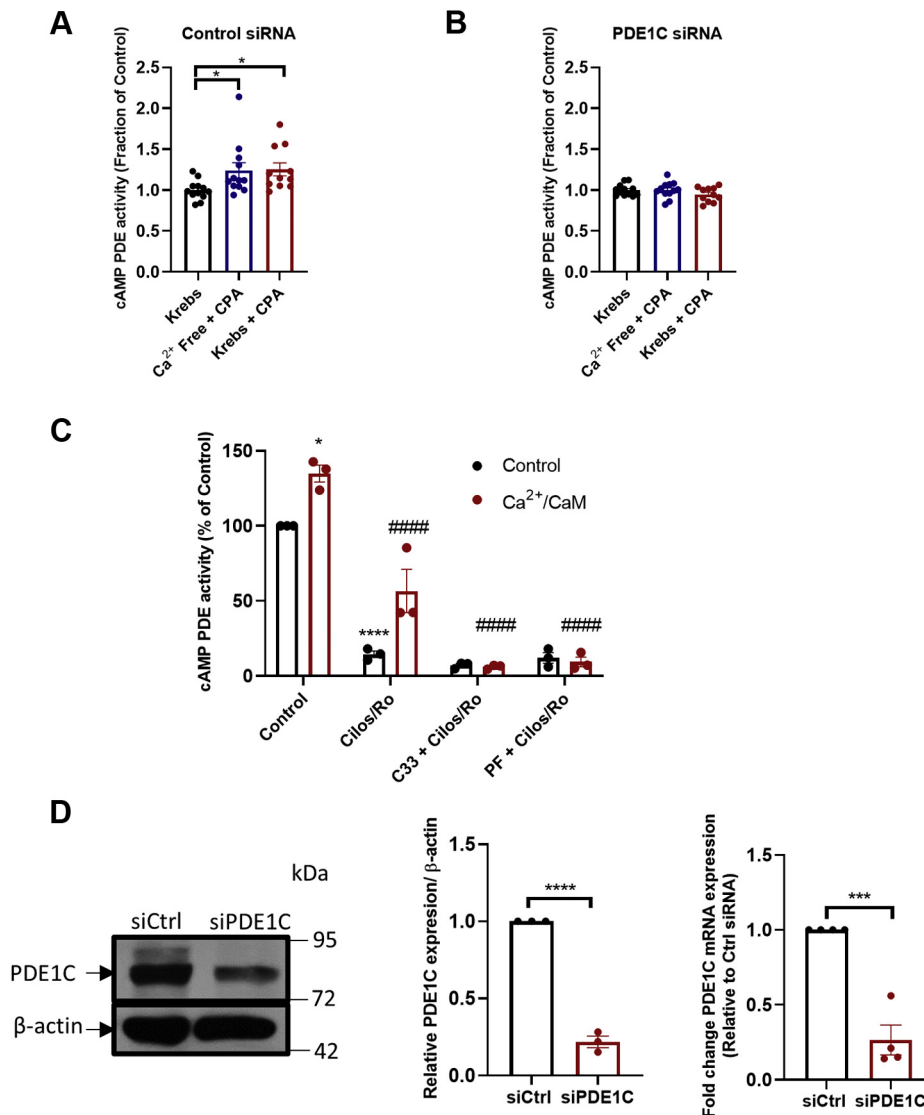 A
Control siRNA
cAMP PDE activity (Fraction of Control)
2.5
2.0
1.5
1.0
0.5
0.0
*
*
Krebs
Ca2+ Free + CPA
Krebs + CPA
B
PDE1C siRNA
cAMP PDE activity (Fraction of Control)
2.5
2.0
1.5
1.0
0.5
0.0
Krebs
Ca2+ Free + CPA
Krebs + CPA
C
cAMP PDE activity (% of Control)
150
100
50
0
*
****
####
####
####
Control
Ca2+/CaM
Control
Cilos/Ro
C33 + Cilos/Ro
PF + Cilos/Ro
D
kDa
siCtrl siPDE1C
95
PDE1C
72
β-actin
42
Relative PDE1C expresion/ β-actin
1.5
1.0
0.5
0.0
****
siCtrl siPDE1C
Fold change PDE1C mRNA expression
(Relative to Ctrl siRNA)
1.5
1.0
0.5
0.0
***
siCtrl siPDE1C